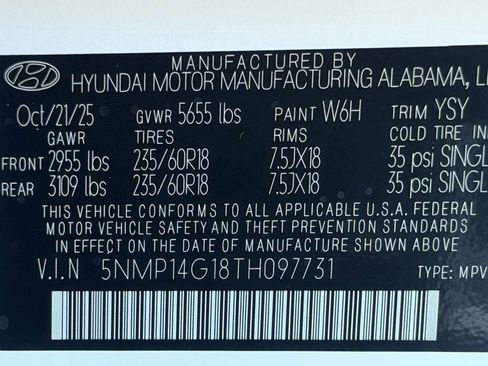 MANUFACTURED BY
HYUNDAI MOTOR MANUFACTURING ALABAMA,
Oct/21/25 GVWR 5655 lbs PAINT W6H TRIM YSY
GAWR TIRES RIMS COLD TIRE
FRONT 2955 lbs 235/60R18 7.5JX18 35 psi SINGL
REAR 3109 lbs 235/60R18 7.5JX18 35 psi SINGL
THIS VEHICLE CONFORMS TO ALL APPLICABLE U.S.A. FEDERAL
MOTOR VEHICLE SAFETY AND THEFT PREVENTION STANDARDS
IN EFFECT ON THE DATE OF MANUFACTURE SHOWN ABOVE.
V.I.N 5NMP14G18TH097731 TYPE: MPV